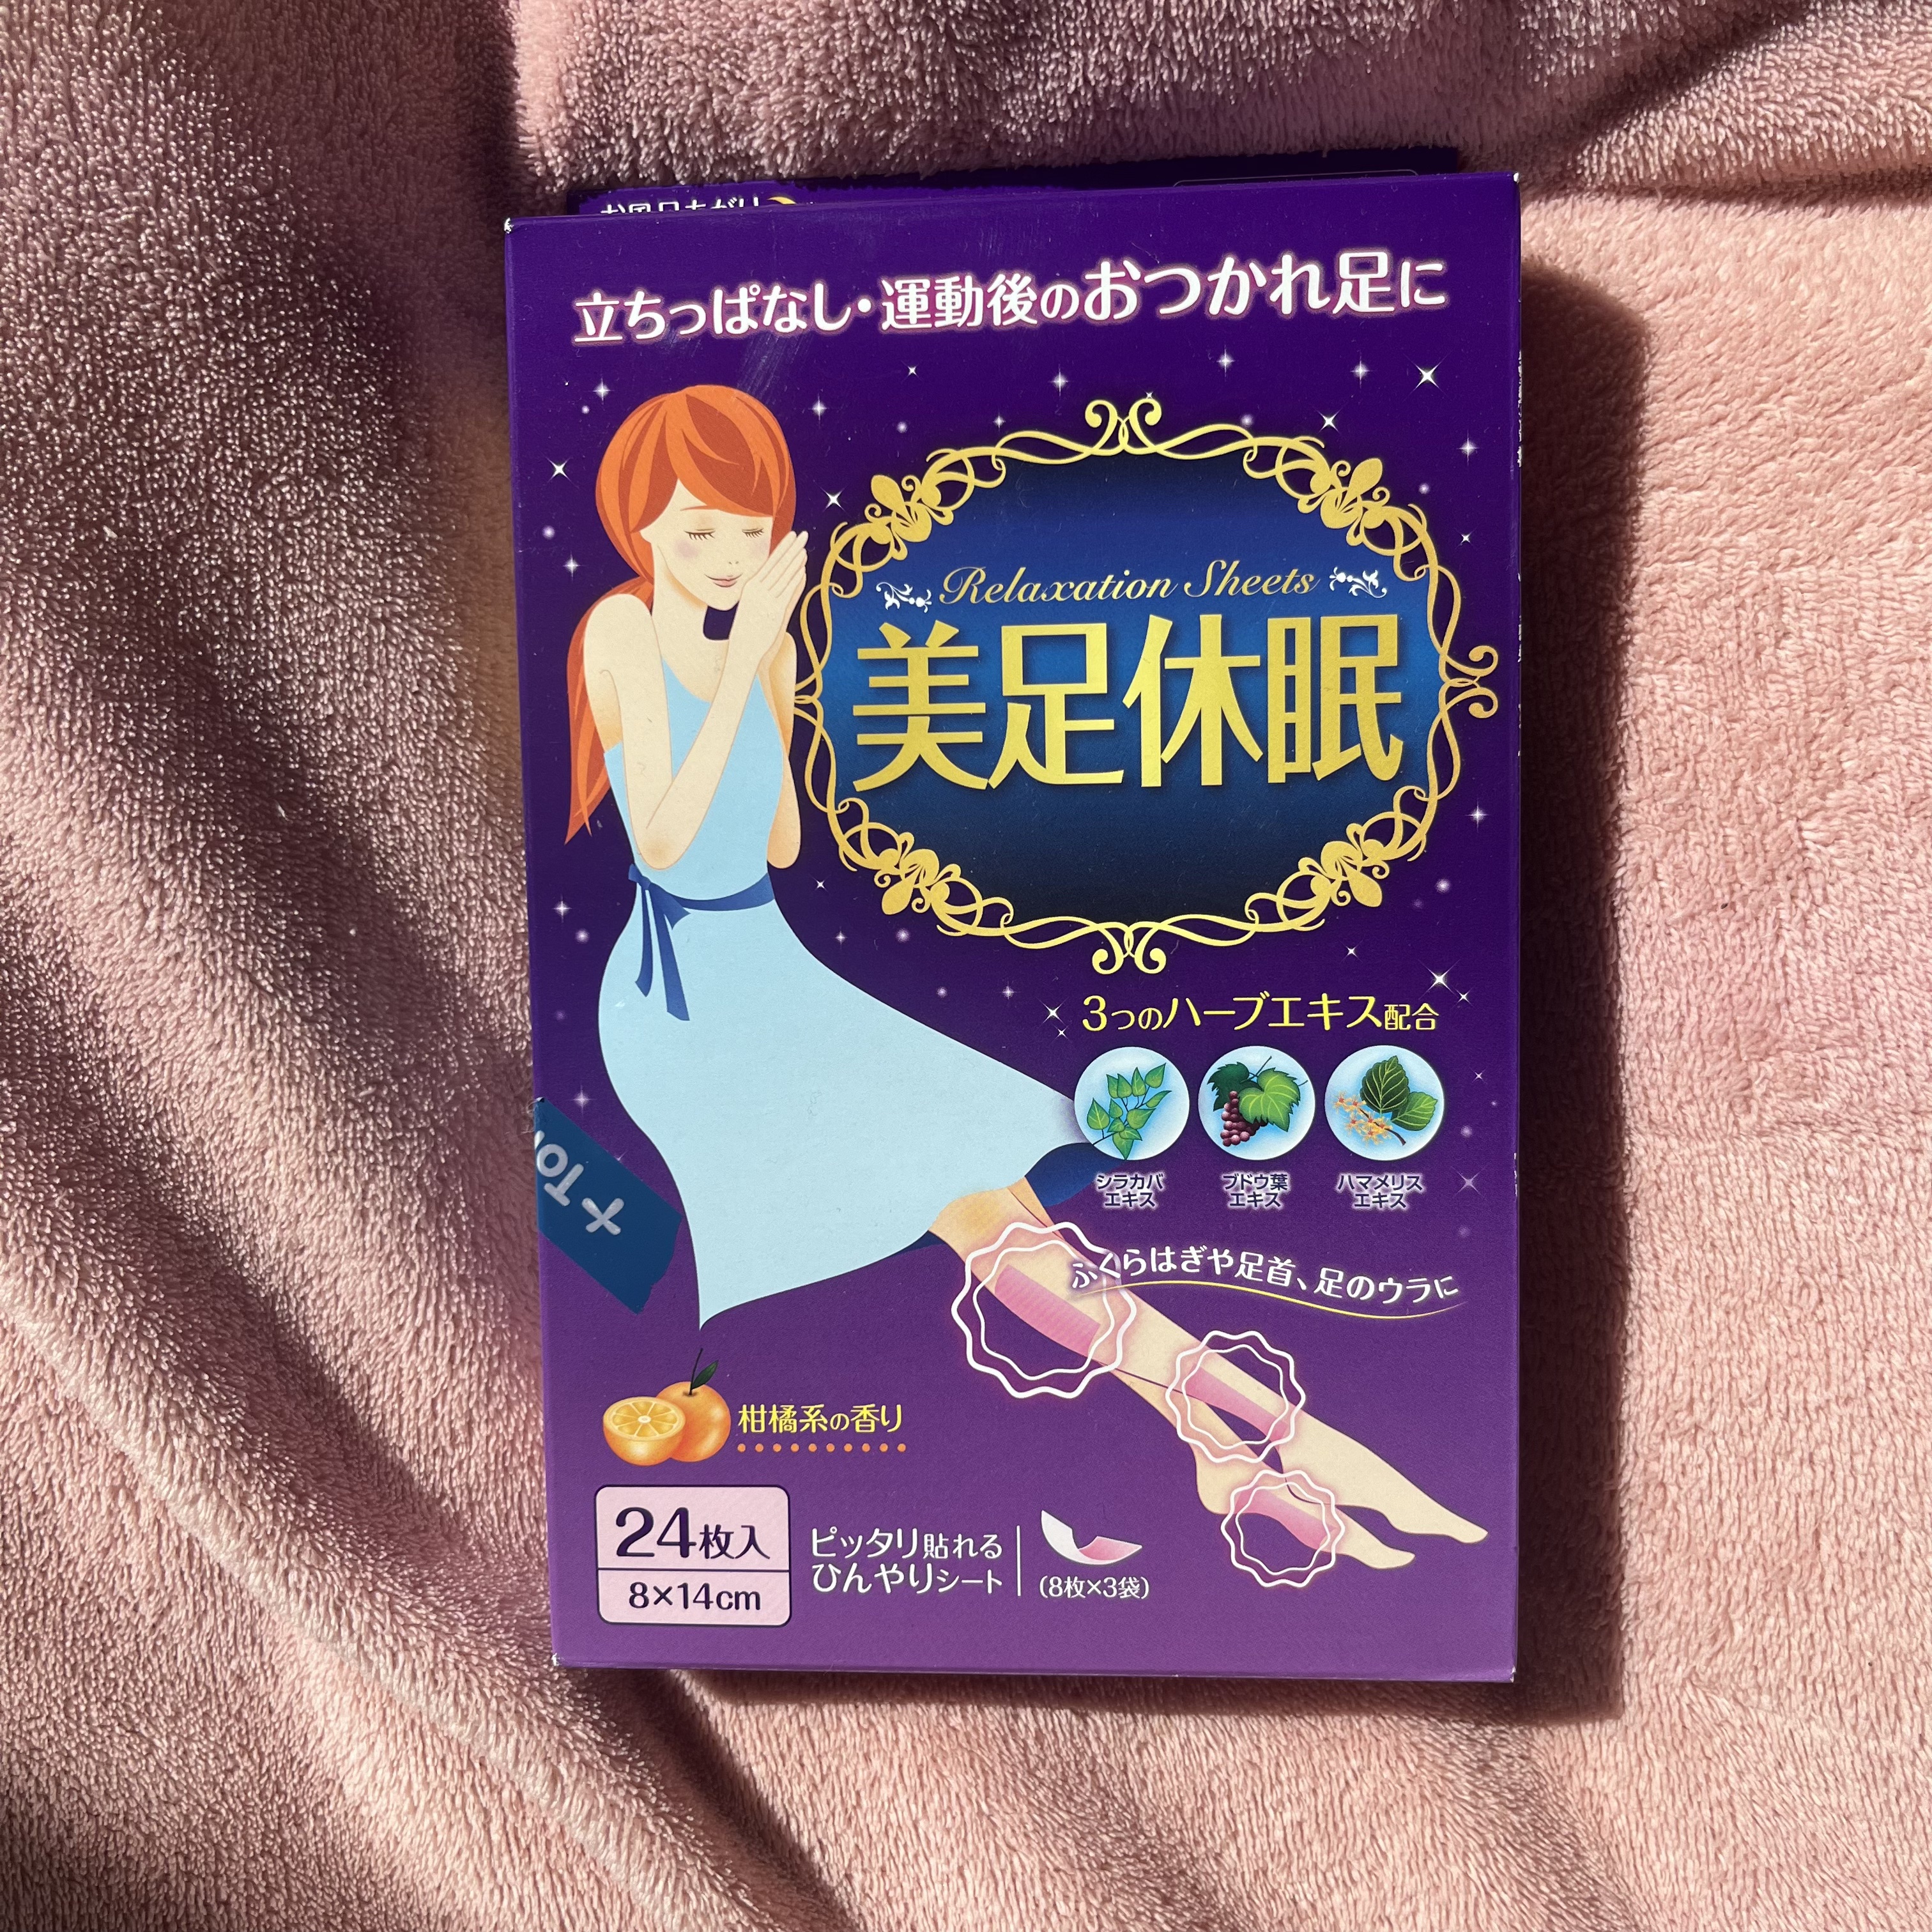 立ちっぱなし・運動後のおつかれ足に
Relaxation Sheets
美足休眠
3つのハーブエキス配合
シラカバ
エキス
ブドウ葉
エキス
ハマメリス
エキス
ふくらはぎや足首、足のウラに
柑橘系の香り
24枚入
8×14cm
ピッタリ貼れる
ひんやりシート
(8枚×3袋)